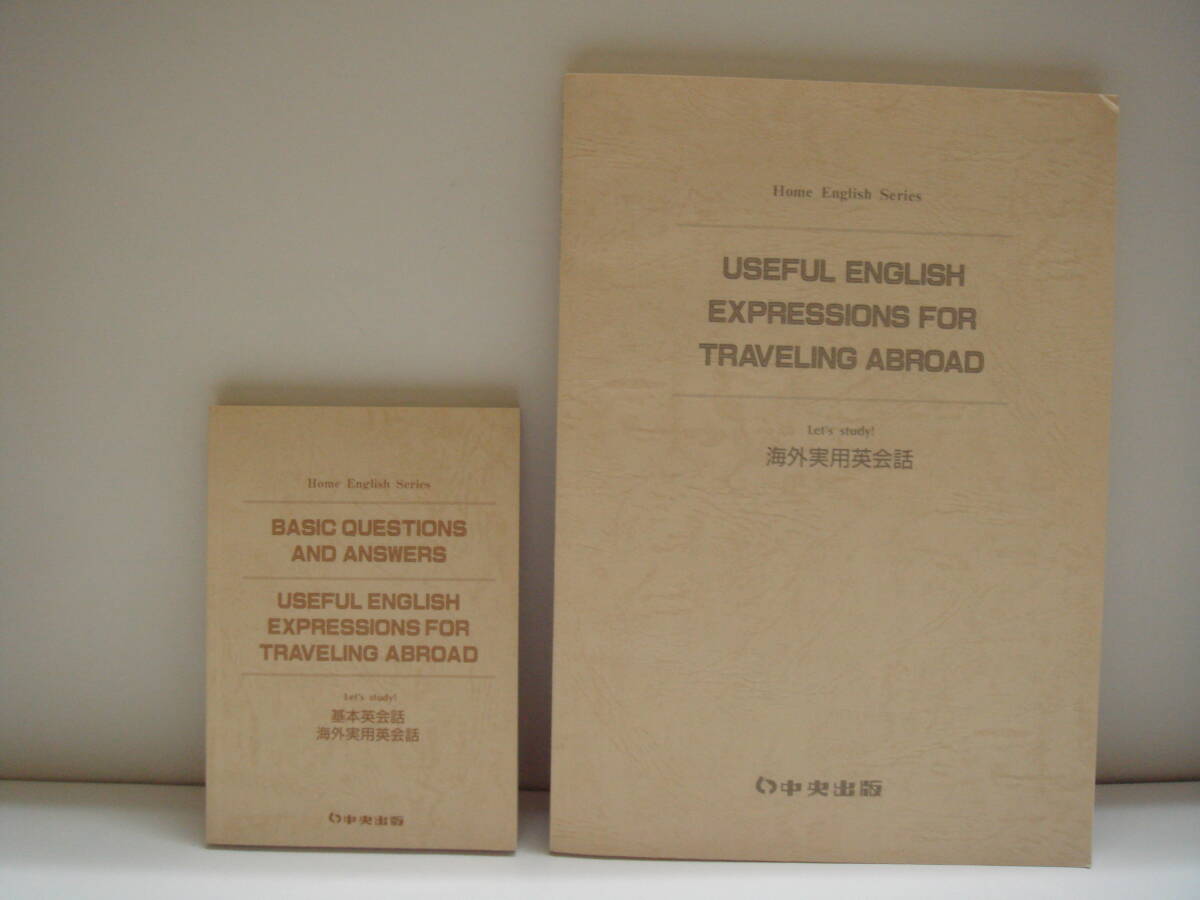 Home English Series
BASIC QUESTIONS
AND ANSWERS
USEFUL ENGLISH
EXPRESSIONS FOR
TRAVELING ABROAD
Let's study!
基本英会話
海外実用英会話
中央出版
Home English Series
USEFUL ENGLISH
EXPRESSIONS FOR
TRAVELING ABROAD
Let's study!
海外実用英会話
中央出版